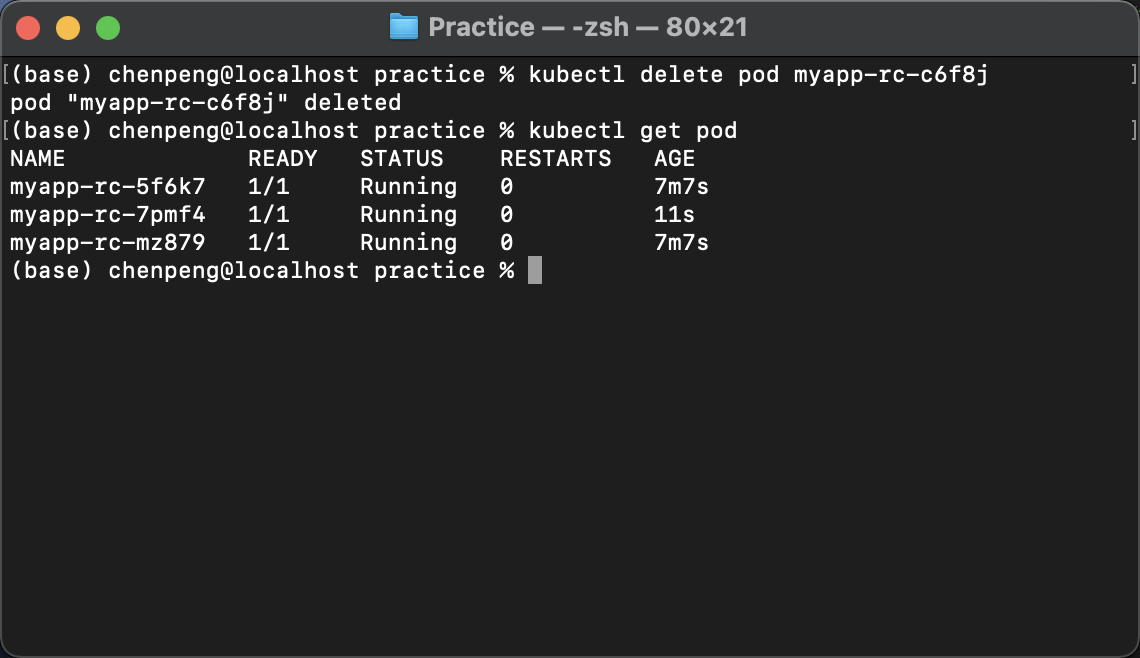 Practice — -zsh — 80×21
[(base) chenpeng@localhost practice % kubectl delete pod myapp-rc-c6f8j ]
pod "myapp-rc-c6f8j" deleted
[(base) chenpeng@localhost practice % kubectl get pod ]
NAME READY STATUS RESTARTS AGE
myapp-rc-5f6k7 1/1 Running 0 7m7s
myapp-rc-7pmf4 1/1 Running 0 11s
myapp-rc-mz879 1/1 Running 0 7m7s
(base) chenpeng@localhost practice %